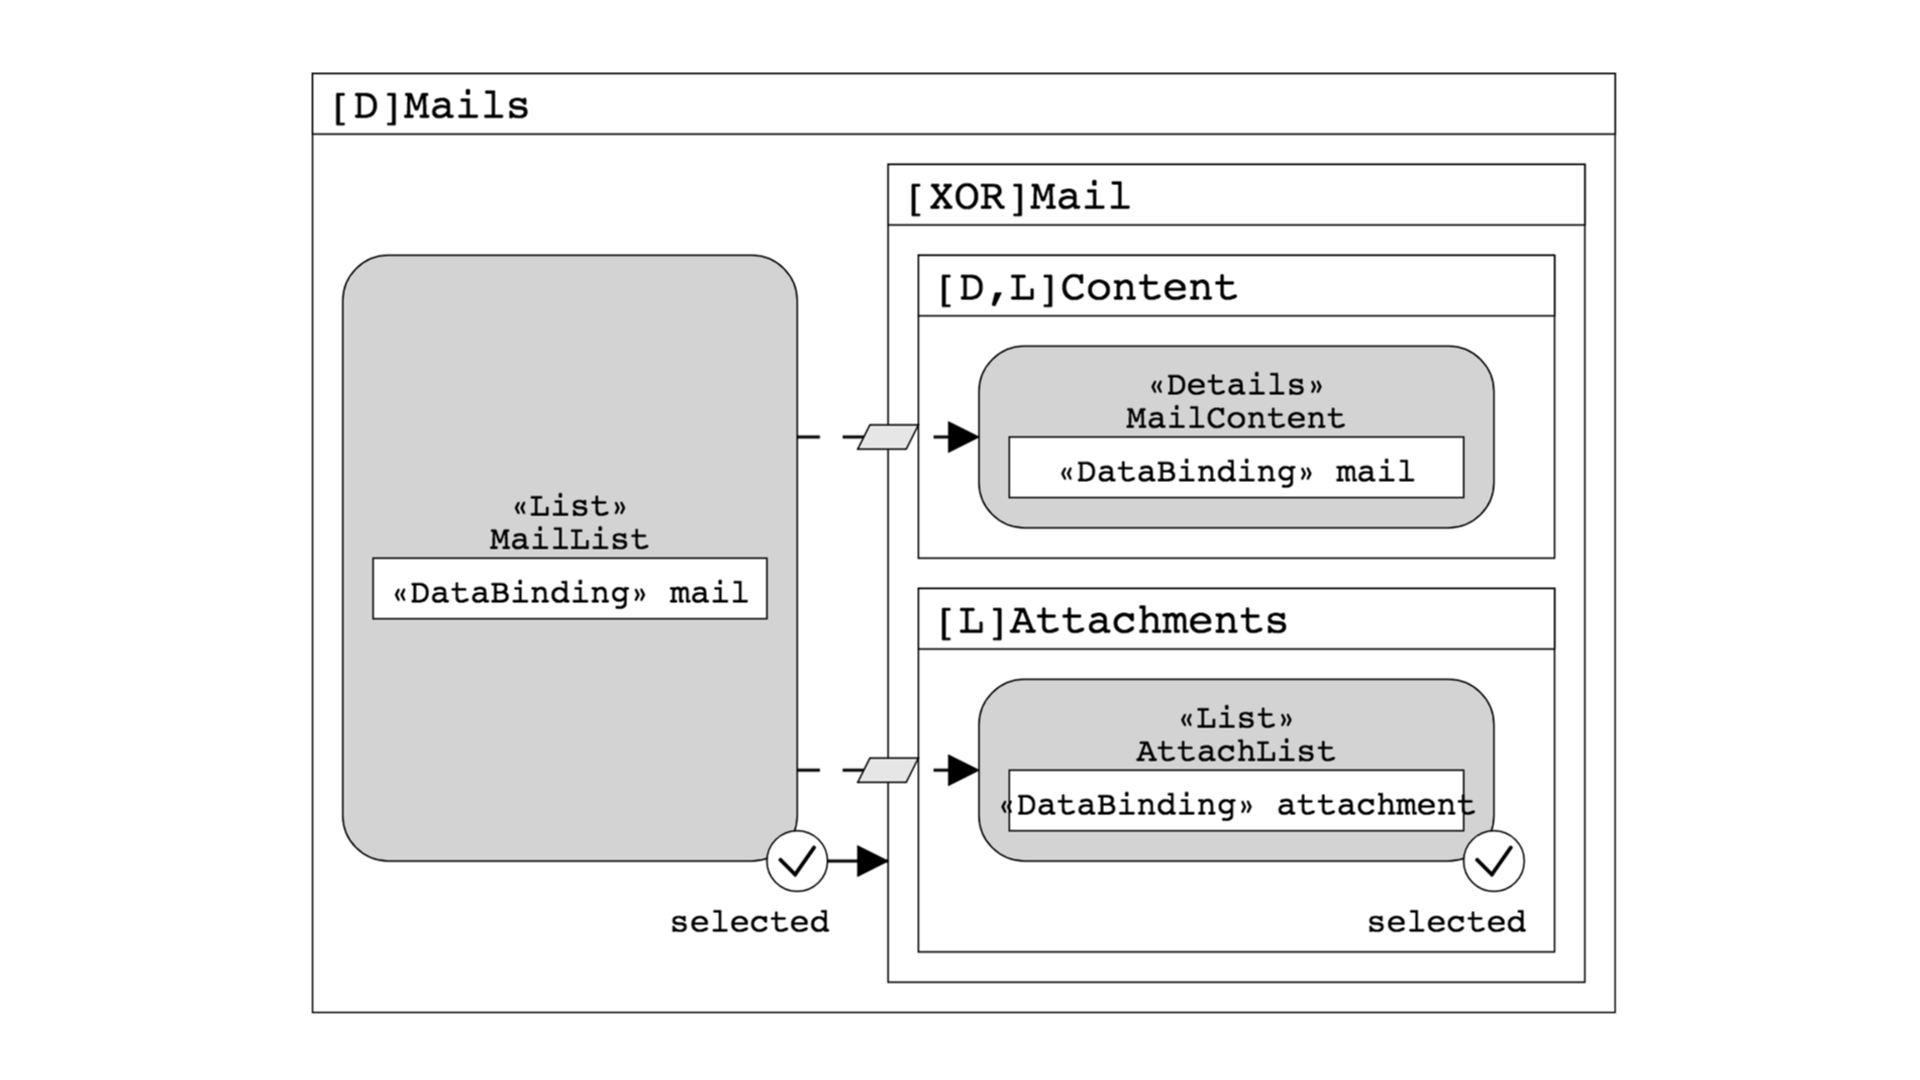 [D]Mails
[XOR]Mail
[D,L]Content
«Details»
MailContent
«DataBinding» mail
«List»
MailList
«DataBinding» mail
[L]Attachments
«List»
AttachList
«DataBinding» attachment
selected
selected